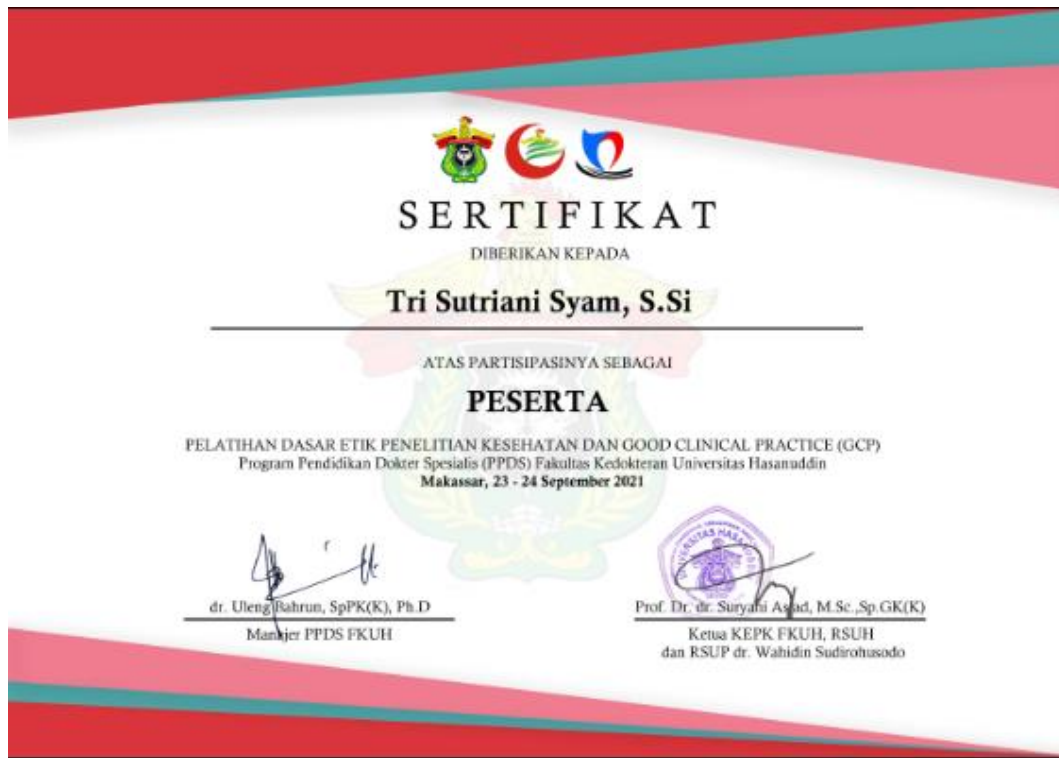 SERTIFIKAT
DIBERIKAN KEPADA
Tri Sutriani Syam, S.Si
ATAS PARTISIPASINYA SEBAGAI
PESERTA
PELATIHAN DASAR ETIK PENELITIAN KESEHATAN DAN GOOD CLINICAL PRACTICE (GCP)
Program Pendidikan Dokter Spesialis (PPDS) Fakultas Kedokteran Universitas Hasanuddin
Makassar, 23 - 24 September 2021
dr. Uleng Bahrun, SpPK(K), Ph.D
Manajer PPDS FKUH
UNIVERSITAS HASANUDDIN
Prof. Dr. dr. Suryani As'ad, M.Sc.,Sp.GK(K)
Ketua KEPK FKUH, RSUH
dan RSUP dr. Wahidin Sudirohusodo